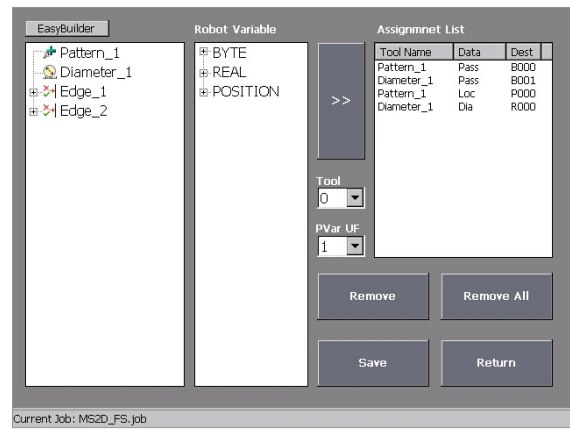 EasyBuilder
Pattern_1
Diameter_1
Edge_1
Edge_2
Robot Variable
BYTE
REAL
POSITION
>>
Tool
0
PVar UF
1
Assignmnet List
Tool Name Data Dest
Pattern_1 Pass B000
Diameter_1 Pass B001
Pattern_1 Loc P000
Diameter_1 Dia R000
Remove Remove All
Save Return
Current Job: MS2D_FS.job